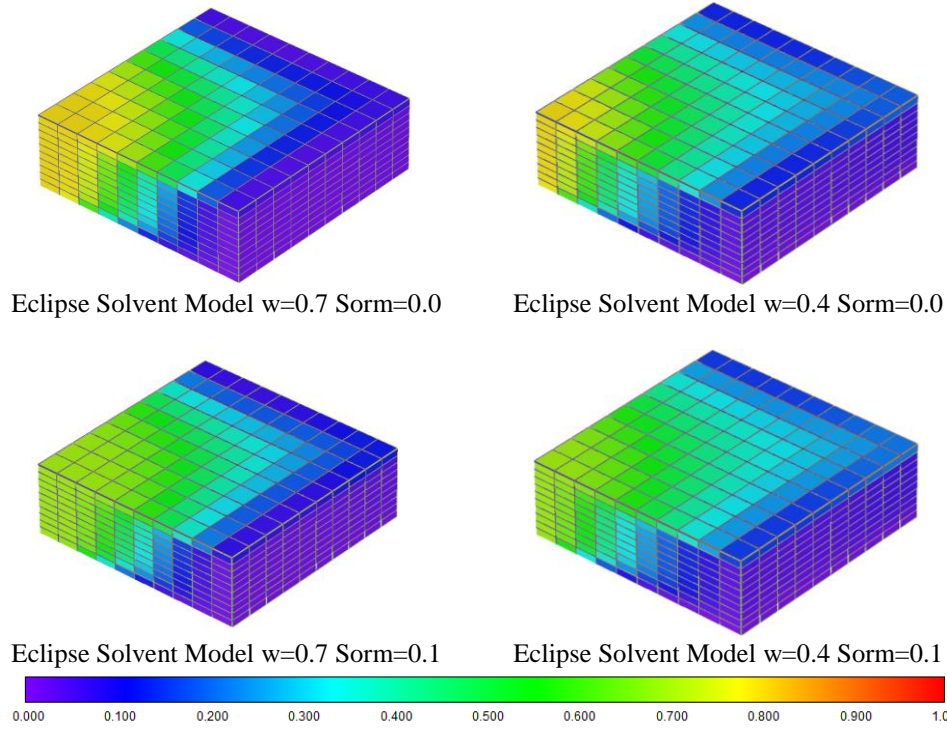 Eclipse Solvent Model w=0.7 Sorm=0.0
Eclipse Solvent Model w=0.4 Sorm=0.0
Eclipse Solvent Model w=0.7 Sorm=0.1
Eclipse Solvent Model w=0.4 Sorm=0.1
0.000 0.100 0.200 0.300 0.400 0.500 0.600 0.700 0.800 0.900 1.0